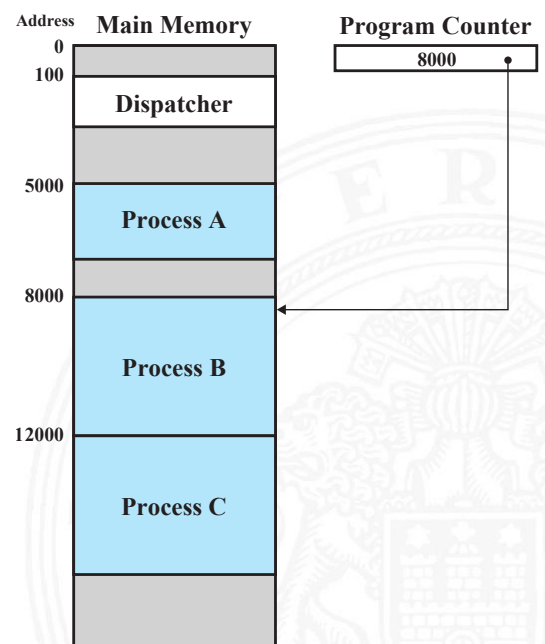 Address
Main Memory
Program Counter
0
8000
100
Dispatcher
5000
Process A
8000
Process B
12000
Process C
E R